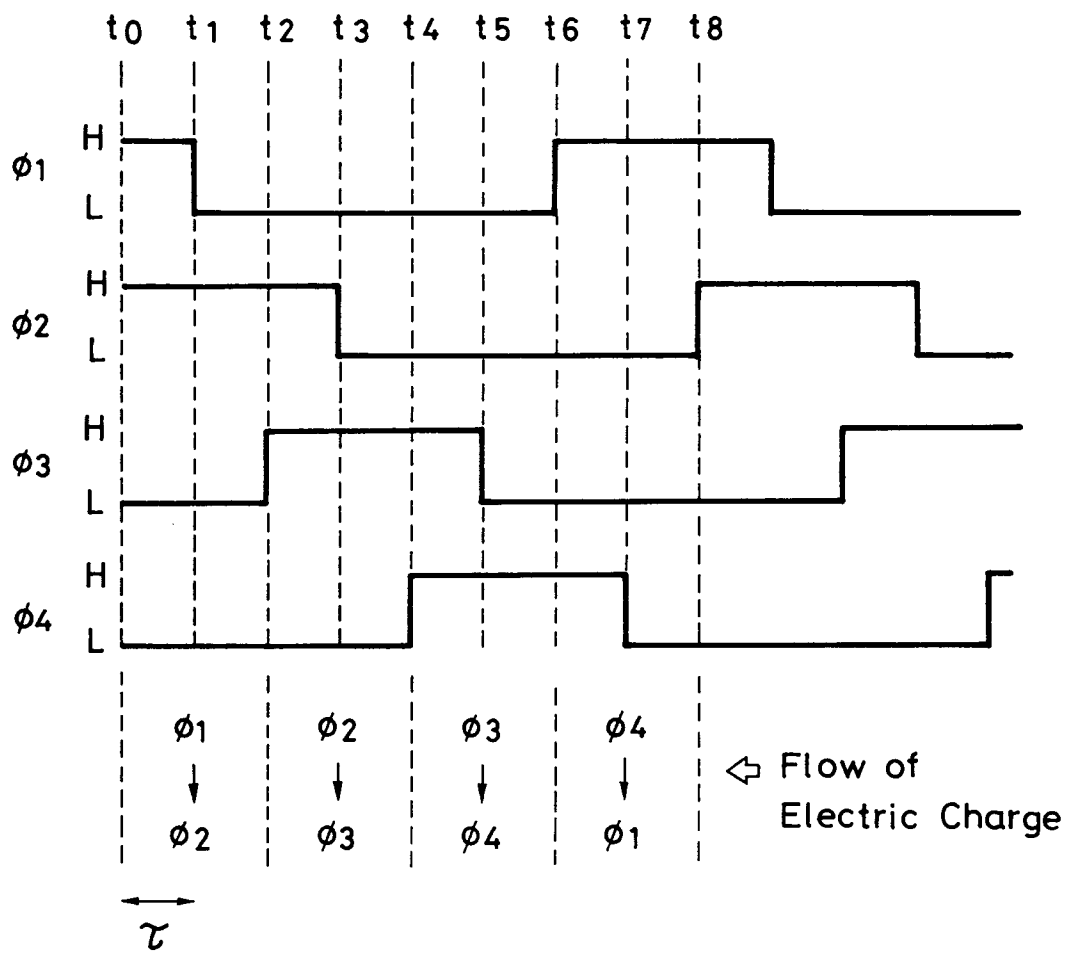 t0 t1 t2 t3 t4 t5 t6 t7 t8
H
ϕ1
L
H
ϕ2
L
H
ϕ3
L
H
ϕ4
L
ϕ1 ϕ2 ϕ3 ϕ4
↓ ↓ ↓ ↓ ⇦ Flow of
Electric Charge
ϕ2 ϕ3 ϕ4 ϕ1
τ